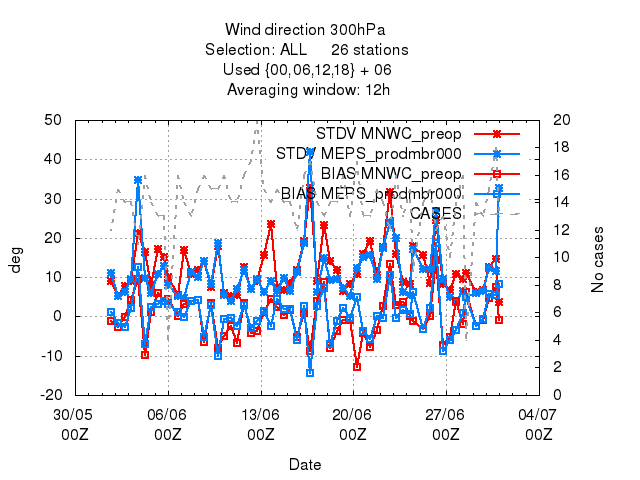 Wind direction 300hPa
Selection: ALL 26 stations
Used {00,06,12,18} + 06
Averaging window: 12h
50 20
40 18
30 16
20 14
10 12
0 10
-10 8
-20 6
4
2
0
STDV MNWC_preop
STDV MEPS_prodmbr000
BIAS MNWC_preop
BIAS MEPS_prodmbr000
CASES
deg
No cases
30/05 06/06 13/06 20/06 27/06 04/07
00Z 00Z 00Z 00Z 00Z 00Z
Date